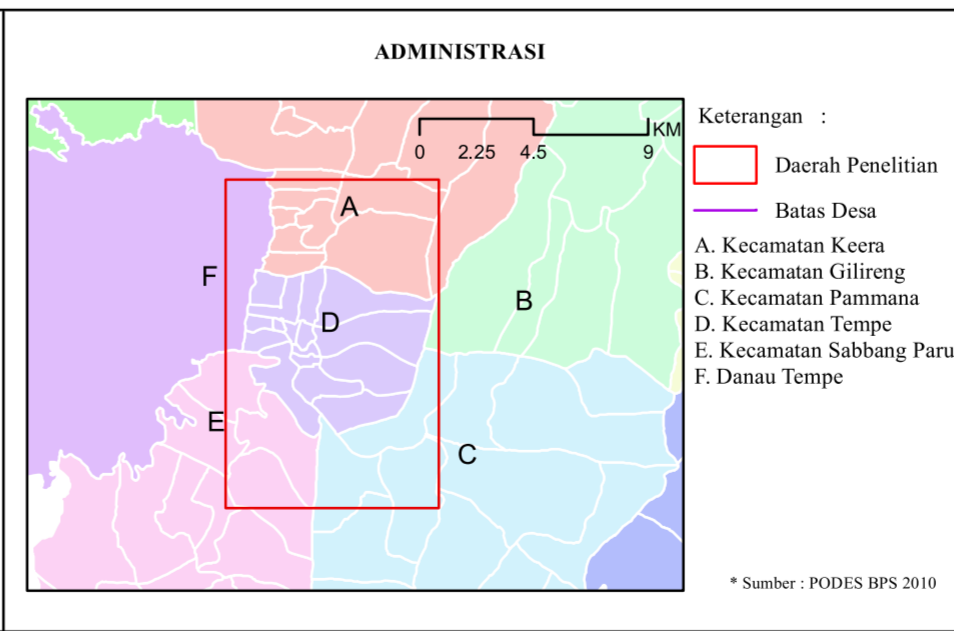 ADMINISTRASI
KM
0 2.25 4.5 9
A
F
B
D
E
C
Keterangan :
Daerah Penelitian
Batas Desa
A. Kecamatan Keera
B. Kecamatan Gilireng
C. Kecamatan Pammana
D. Kecamatan Tempe
E. Kecamatan Sabbang Paru
F. Danau Tempe
* Sumber : PODES BPS 2010